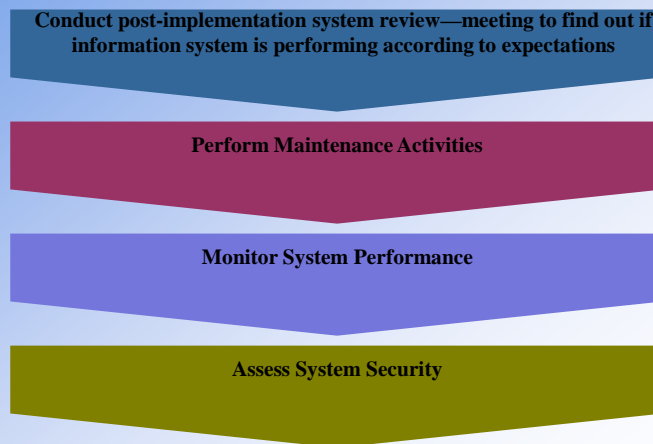 Conduct post-implementation system review—meeting to find out if
information system is performing according to expectations
Perform Maintenance Activities
Monitor System Performance
Assess System Security